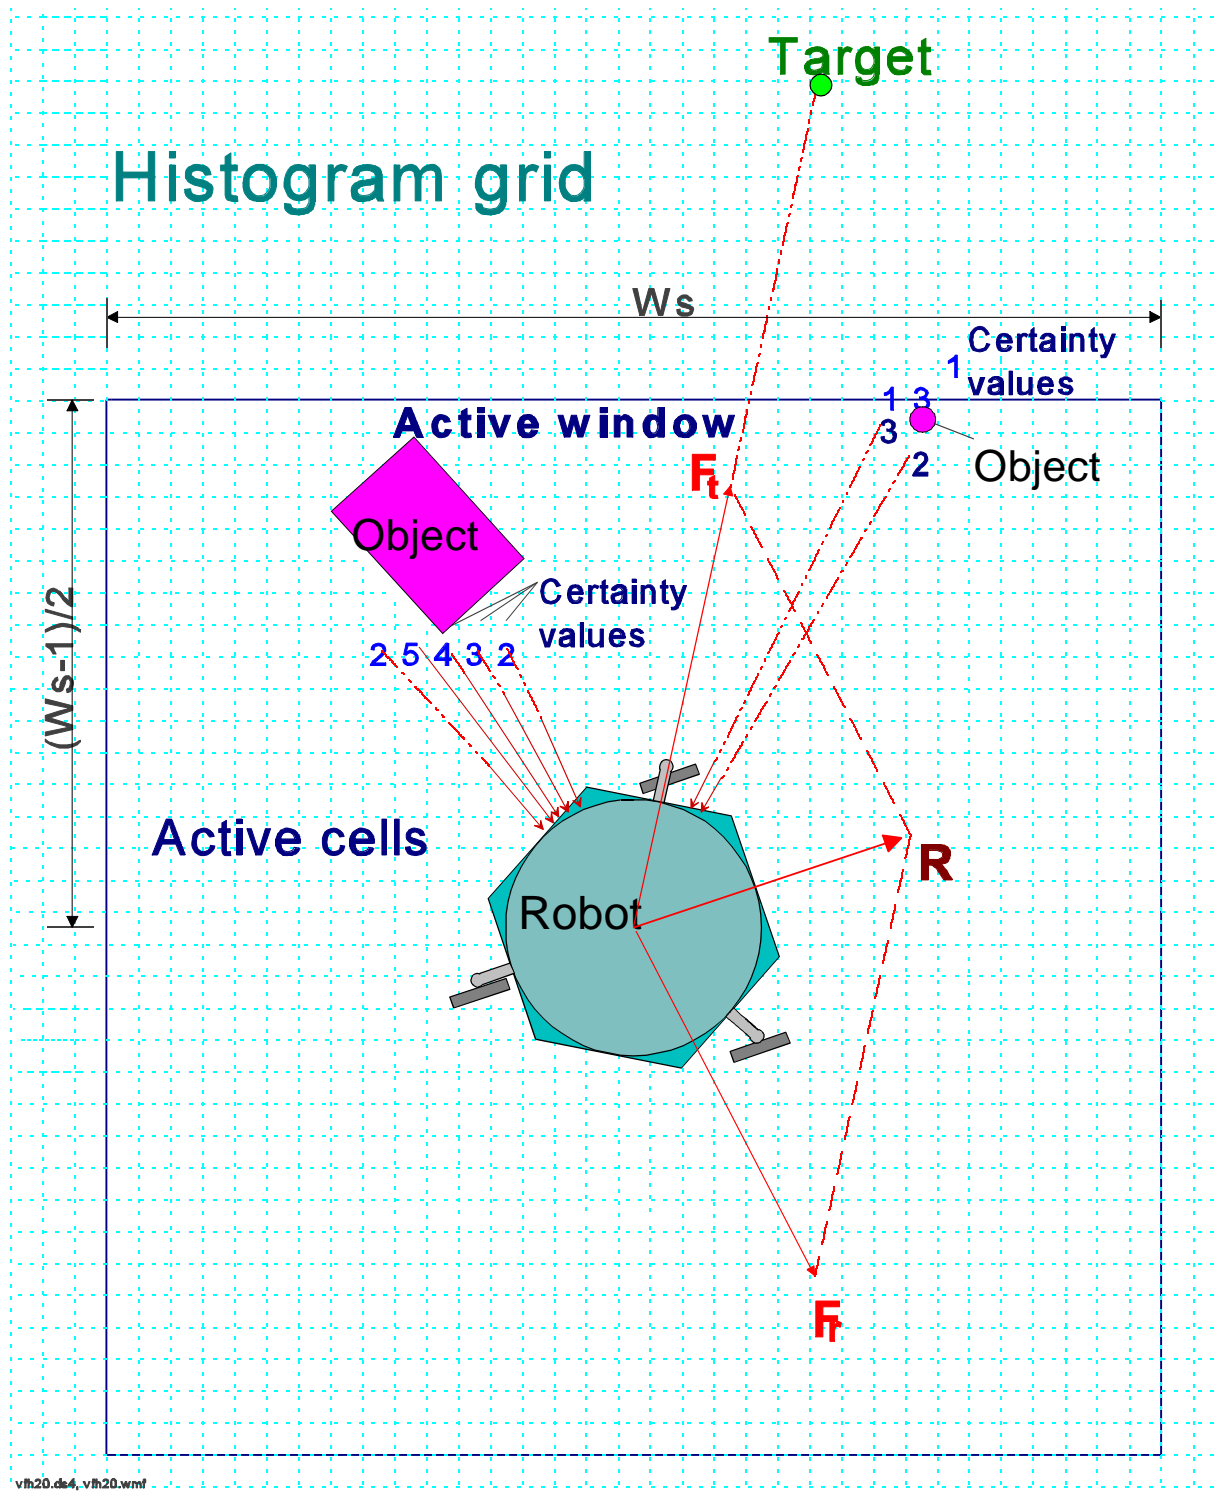 Target
Histogram grid
Ws
Certainty
values
1
1 3
3
2
Object
Active window
Ft
Object
Certainty
values
2 5 4 3 2
(Ws-1)/2
Active cells
R
Robot
Fr
vfh20.ds4, vfh20.wmf